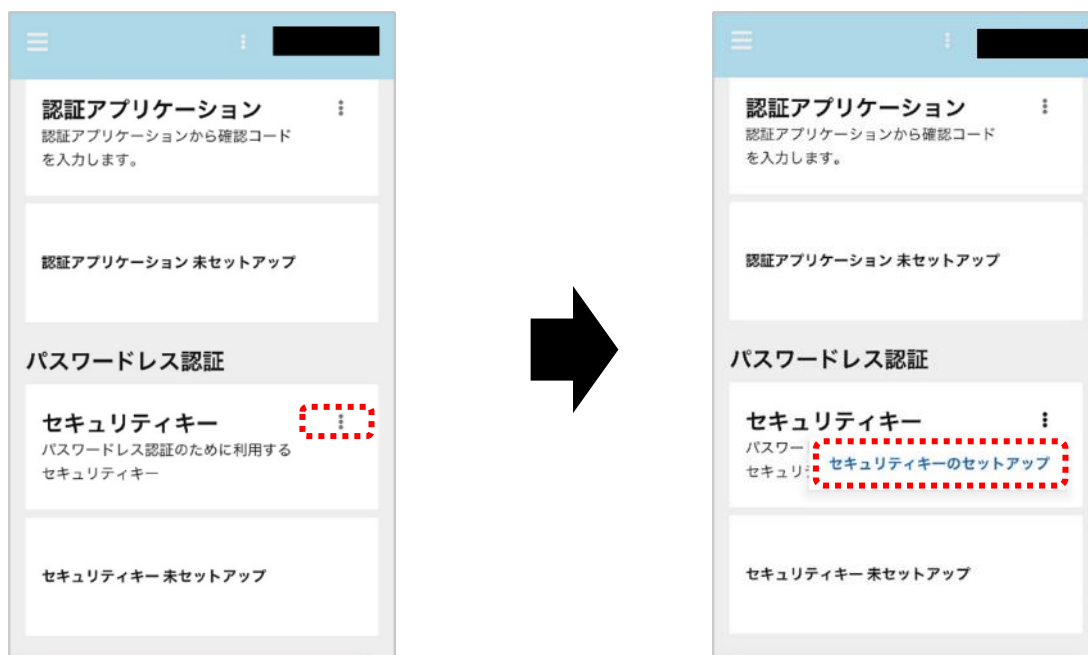 認証アプリケーション
認証アプリケーションから確認コード
を入力します。
認証アプリケーション 未セットアップ
パスワードレス認証
セキュリティキー
パスワードレス認証のために利用する
セキュリティキー
セキュリティキー 未セットアップ
認証アプリケーション
認証アプリケーションから確認コード
を入力します。
認証アプリケーション 未セットアップ
パスワードレス認証
セキュリティキー
パスワー
セキュリテ
セキュリティキーのセットアップ
セキュリティキー 未セットアップ